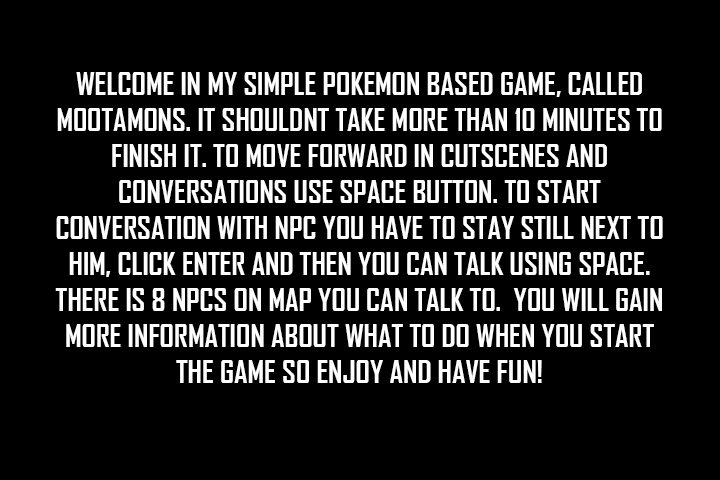 WELCOME IN MY SIMPLE POKEMON BASED GAME, CALLED
MOOTAMONS. IT SHOULDNT TAKE MORE THAN 10 MINUTES TO
FINISH IT. TO MOVE FORWARD IN CUTSCENES AND
CONVERSATIONS USE SPACE BUTTON. TO START
CONVERSATION WITH NPC YOU HAVE TO STAY STILL NEXT TO
HIM, CLICK ENTER AND THEN YOU CAN TALK USING SPACE.
THERE IS 8 NPCS ON MAP YOU CAN TALK TO.  YOU WILL GAIN
MORE INFORMATION ABOUT WHAT TO DO WHEN YOU START
THE GAME SO ENJOY AND HAVE FUN!